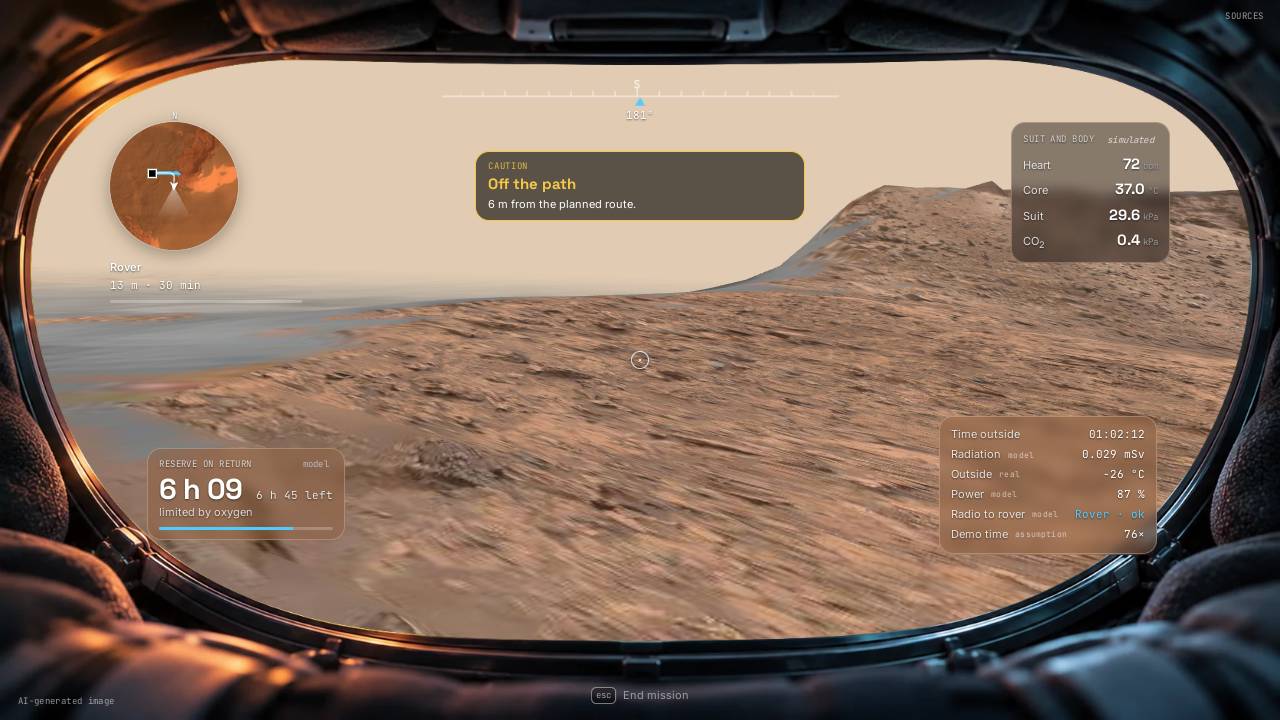 SOURCES
S
181°
N
CAUTION
Off the path
6 m from the planned route.
SUIT AND BODY simulated
Heart 72 bpm
Core 37.0 °C
Suit 29.6 kPa
CO2 0.4 kPa
Rover
13 m · 30 min
RESERVE ON RETURN model
6 h 09 6 h 45 left
limited by oxygen
Time outside 01:02:12
Radiation model 0.029 mSv
Outside real -26 °C
Power model 87 %
Radio to rover model Rover · ok
Demo time assumption 76×
esc End mission
AI-generated image